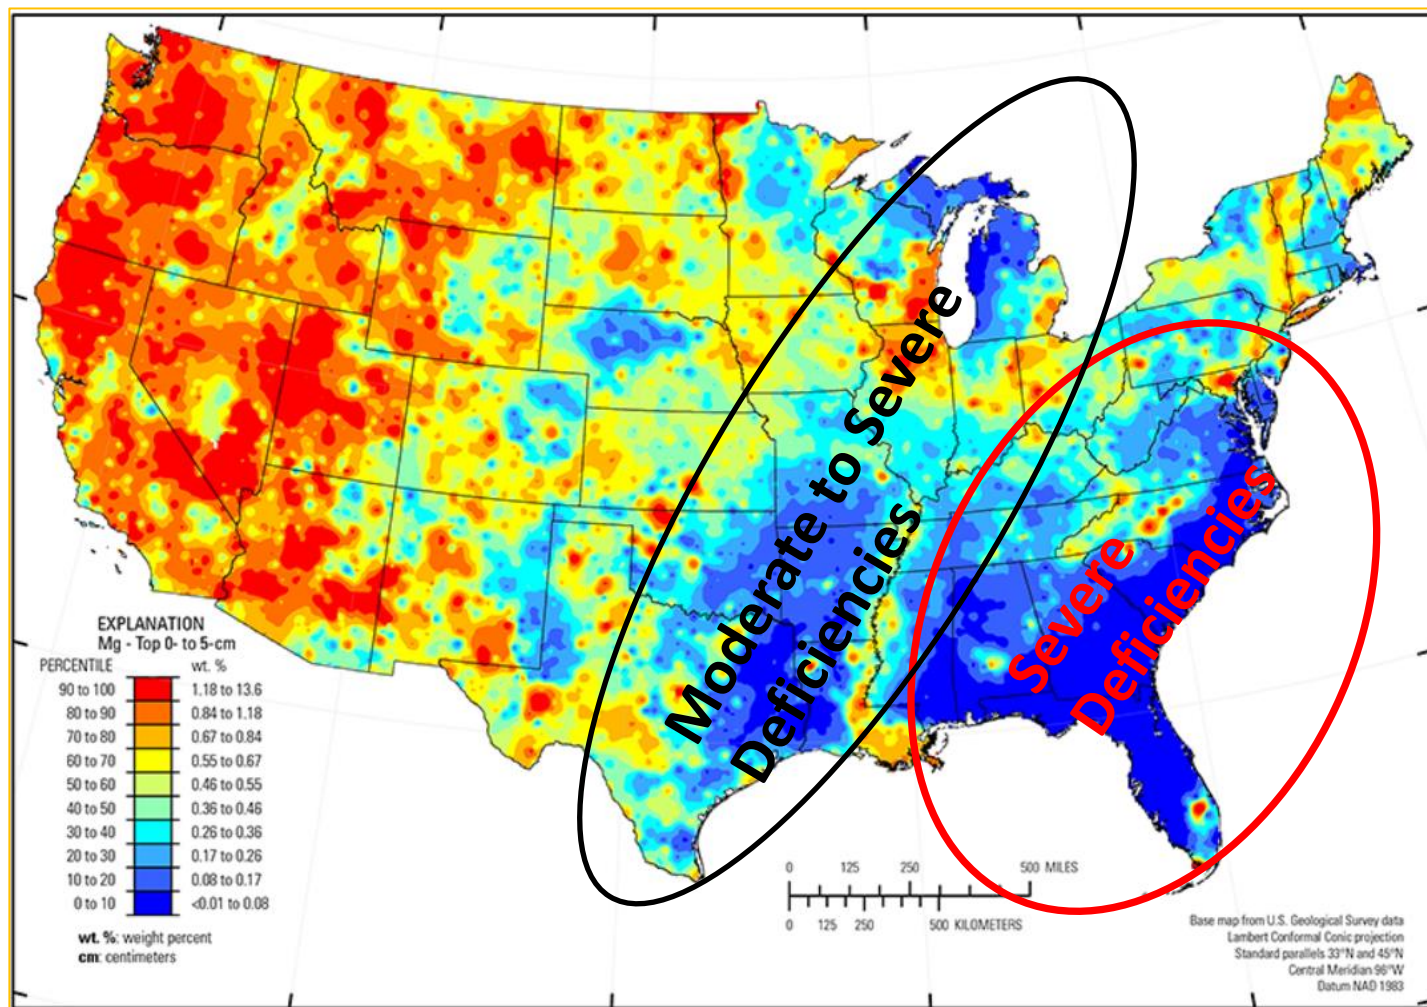 Moderate to Severe
Deficiencies
Severe
Deficiencies
EXPLANATION
Mg - Top 0- to 5-cm
PERCENTILE wt. %
90 to 100 1.18 to 13.6
80 to 90 0.84 to 1.18
70 to 80 0.67 to 0.84
60 to 70 0.55 to 0.67
50 to 60 0.46 to 0.55
40 to 50 0.36 to 0.46
30 to 40 0.26 to 0.36
20 to 30 0.17 to 0.26
10 to 20 0.08 to 0.17
0 to 10 <0.01 to 0.08
wt. %: weight percent
cm: centimeters
0 125 250 500 MILES
0 125 250 500 KILOMETERS
Base map from U.S. Geological Survey data
Lambert Conformal Conic projection
Standard parallels 33°N and 45°N
Central Meridian 96°W
Datum NAD 1983